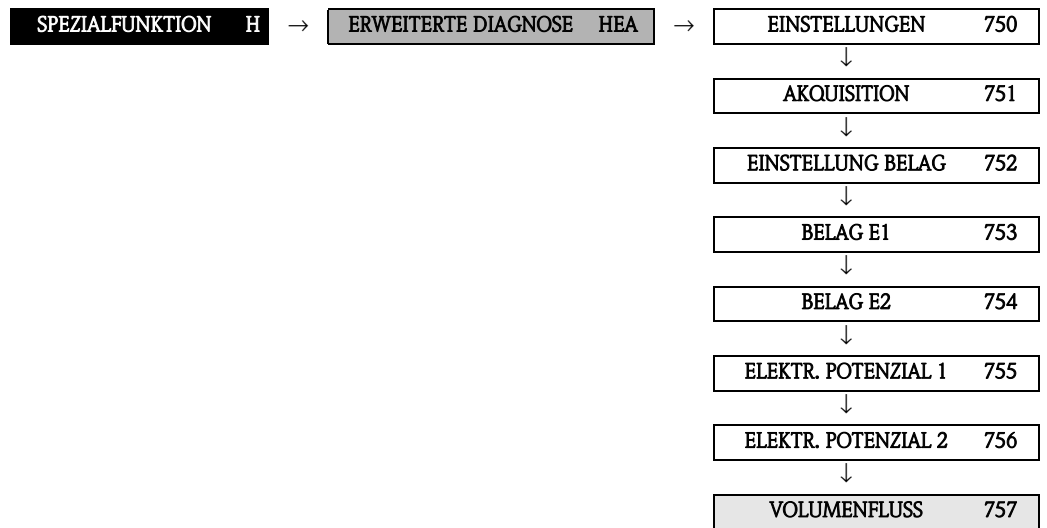 SPEZIALFUNKTION H → ERWEITERTE DIAGNOSE HEA → EINSTELLUNGEN 750
↓
AKQUISITION 751
↓
EINSTELLUNG BELAG 752
↓
BELAG E1 753
↓
BELAG E2 754
↓
ELEKTR. POTENZIAL 1 755
↓
ELEKTR. POTENZIAL 2 756
↓
VOLUMENFLUSS 757